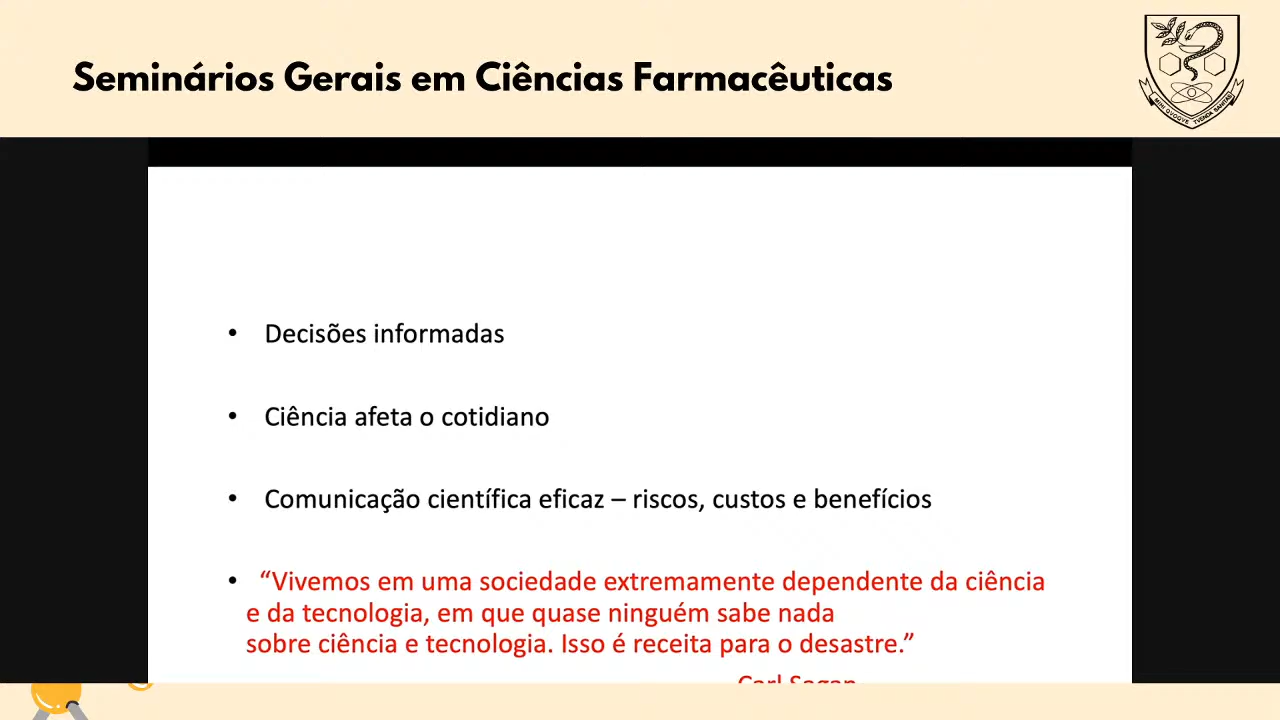 Seminários Gerais em Ciências Farmacêuticas
• Decisões informadas
• Ciência afeta o cotidiano
• Comunicação científica eficaz – riscos, custos e benefícios
• “Vivemos em uma sociedade extremamente dependente da ciência
e da tecnologia, em que quase ninguém sabe nada
sobre ciência e tecnologia. Isso é receita para o desastre.”
Carl Sagan